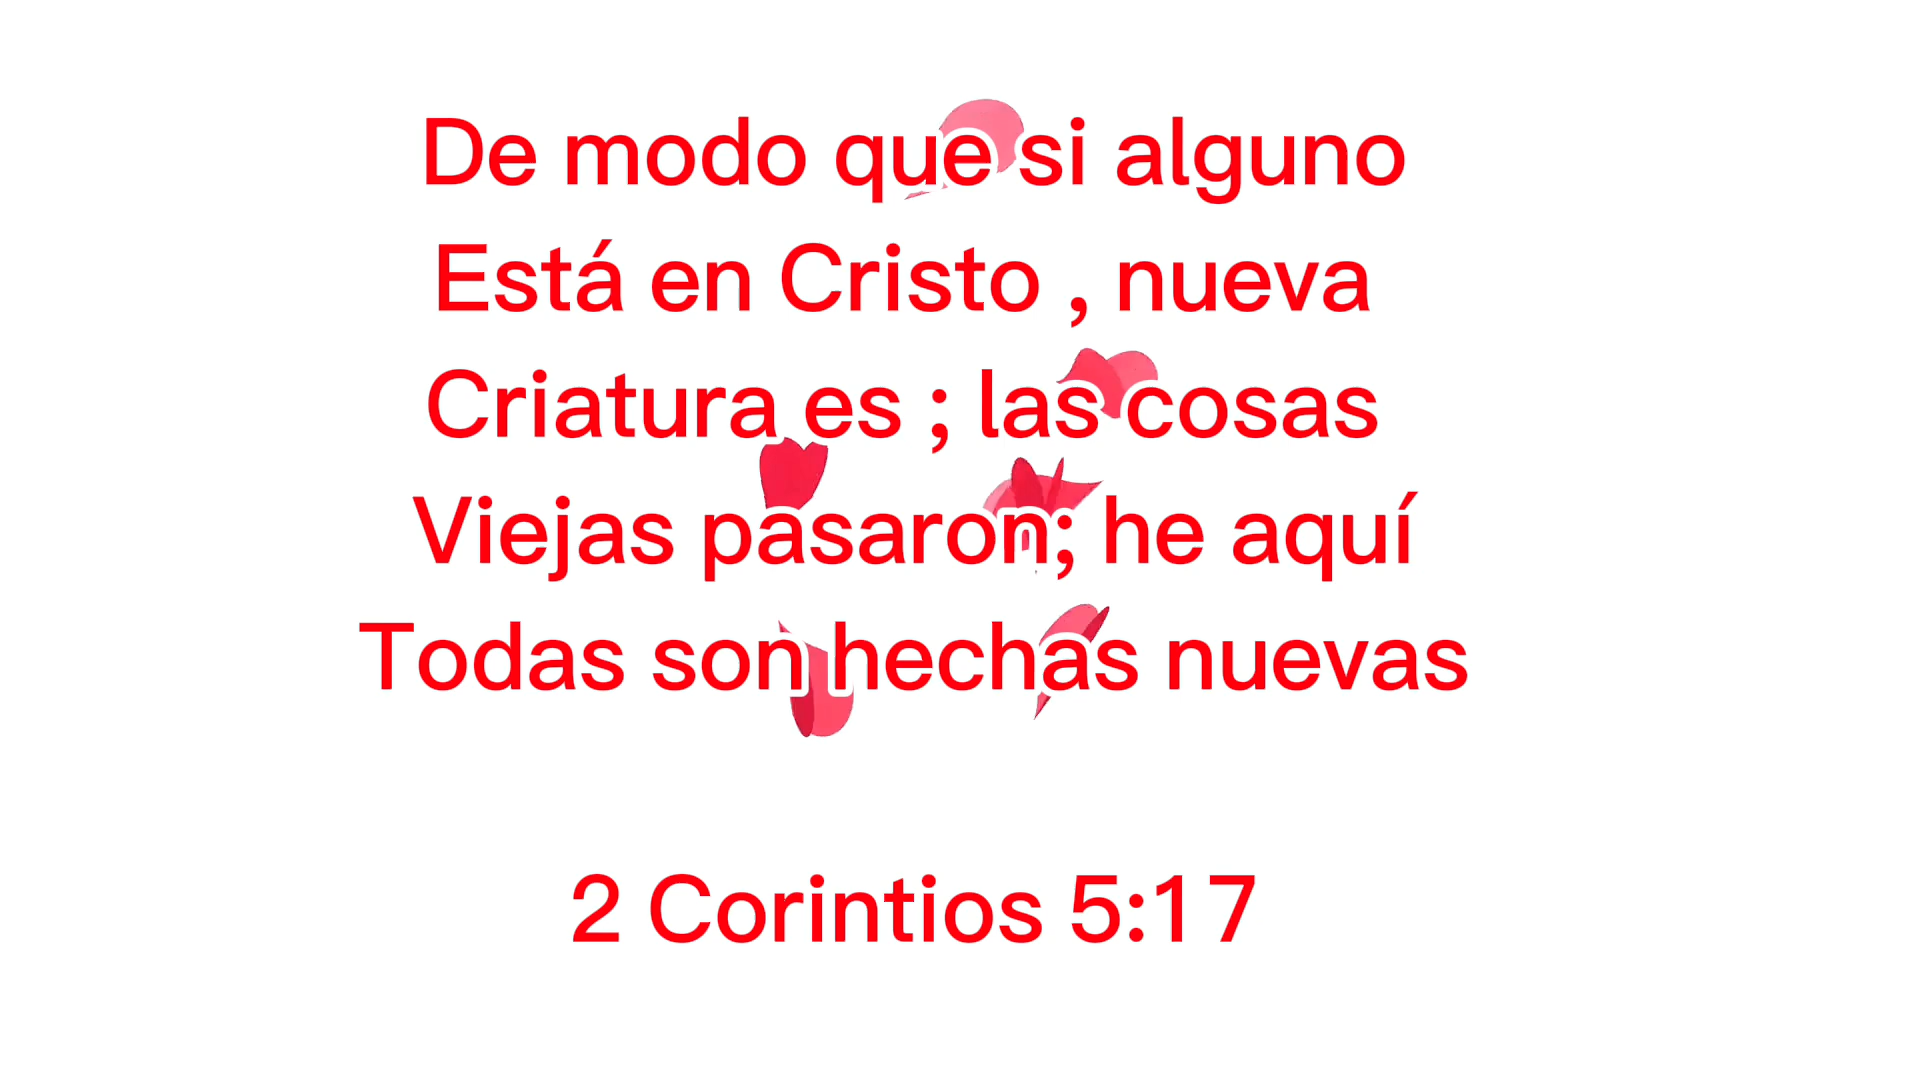 De modo que si alguno
Está en Cristo , nueva
Criatura es ; las cosas
Viejas pasaron; he aquí
Todas son hechas nuevas
2 Corintios 5:17